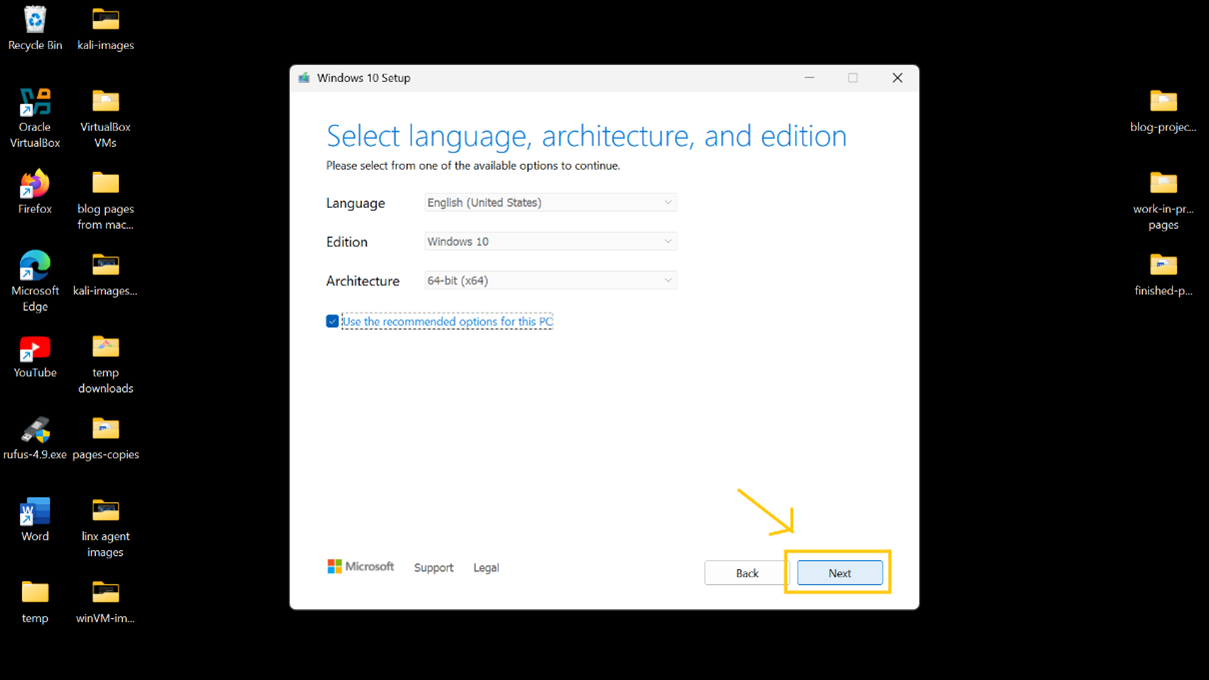 Recycle Bin
kali-images
Oracle
VirtualBox
VirtualBox
VMs
Firefox
blog pages
from mac...
Microsoft
Edge
kali-images...
YouTube
temp
downloads
rufus-4.9.exe
pages-copies
Word
linx agent
images
temp
winVM-im...
Windows 10 Setup
Select language, architecture, and edition
Please select from one of the available options to continue.
Language English (United States)
Edition Windows 10
Architecture 64-bit (x64)
Use the recommended options for this PC
Microsoft Support Legal
Back Next
blog-projec...
work-in-pr...
pages
finished-p...